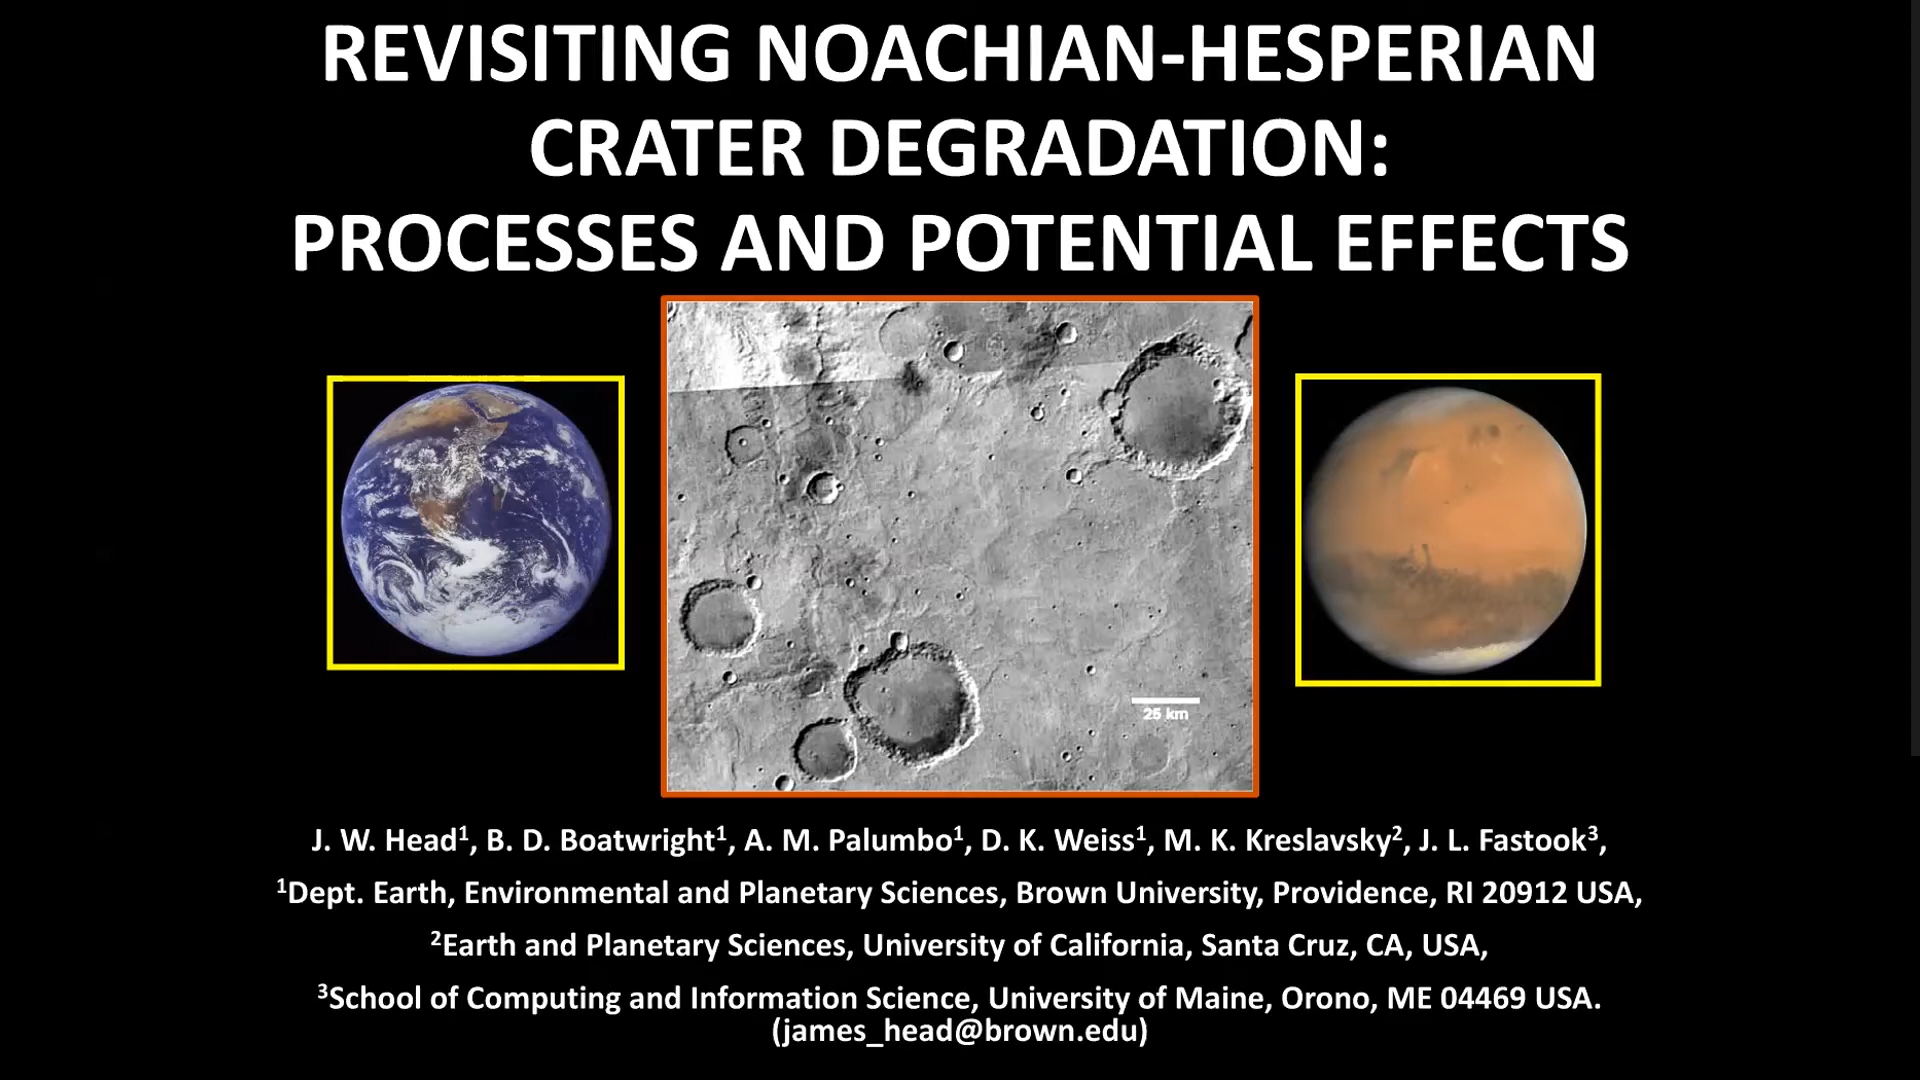 REVISITING NOACHIAN-HESPERIAN
CRATER DEGRADATION:
PROCESSES AND POTENTIAL EFFECTS
25 km
J. W. Head¹, B. D. Boatwright¹, A. M. Palumbo¹, D. K. Weiss¹, M. K. Kreslavsky², J. L. Fastook³,
¹Dept. Earth, Environmental and Planetary Sciences, Brown University, Providence, RI 20912 USA,
²Earth and Planetary Sciences, University of California, Santa Cruz, CA, USA,
³School of Computing and Information Science, University of Maine, Orono, ME 04469 USA.
(james_head@brown.edu)